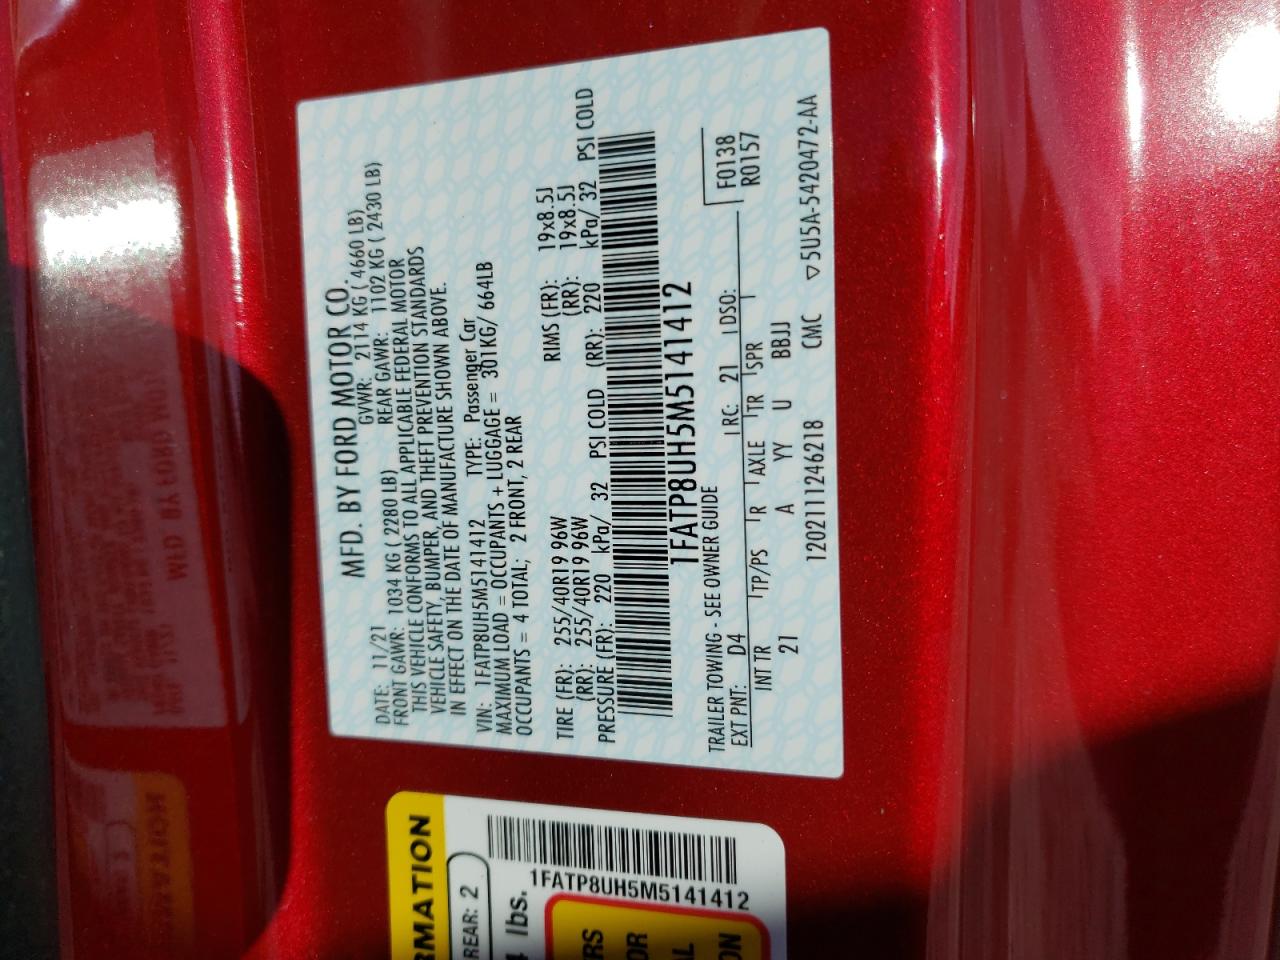 MFD. BY FORD MOTOR CO.
DATE: 11/21 GVWR: 2114 KG ( 4660 LB)
FRONT GAWR: 1034 KG ( 2280 LB) REAR GAWR: 1102 KG ( 2430 LB)
THIS VEHICLE CONFORMS TO ALL APPLICABLE FEDERAL MOTOR
VEHICLE SAFETY, BUMPER, AND THEFT PREVENTION STANDARDS
IN EFFECT ON THE DATE OF MANUFACTURE SHOWN ABOVE.
VIN: 1FATP8UH5M5141412 TYPE: Passenger Car
MAXIMUM LOAD = OCCUPANTS + LUGGAGE = 301KG/ 664LB
OCCUPANTS = 4 TOTAL; 2 FRONT, 2 REAR
TIRE (FR): 255/40R19 96W RIMS (FR): 19x8.5J
(RR): 255/40R19 96W (RR): 19x8.5J
PRESSURE (FR): 220 kPa/ 32 PSI COLD (RR): 220 kPa/ 32 PSI COLD
1FATP8UH5M5141412
TRAILER TOWING - SEE OWNER GUIDE
EXT PNT: D4 RC: 21 DSO: F0138
INT TR TP/PS R AXLE TR SPR R0157
21 A YY U BBJJ
1202111246218 CMC ▽5U5A-5420472-AA
RMATION
REAR: 2
lbs.
1FATP8UH5M5141412
RS
OR
AL
ON